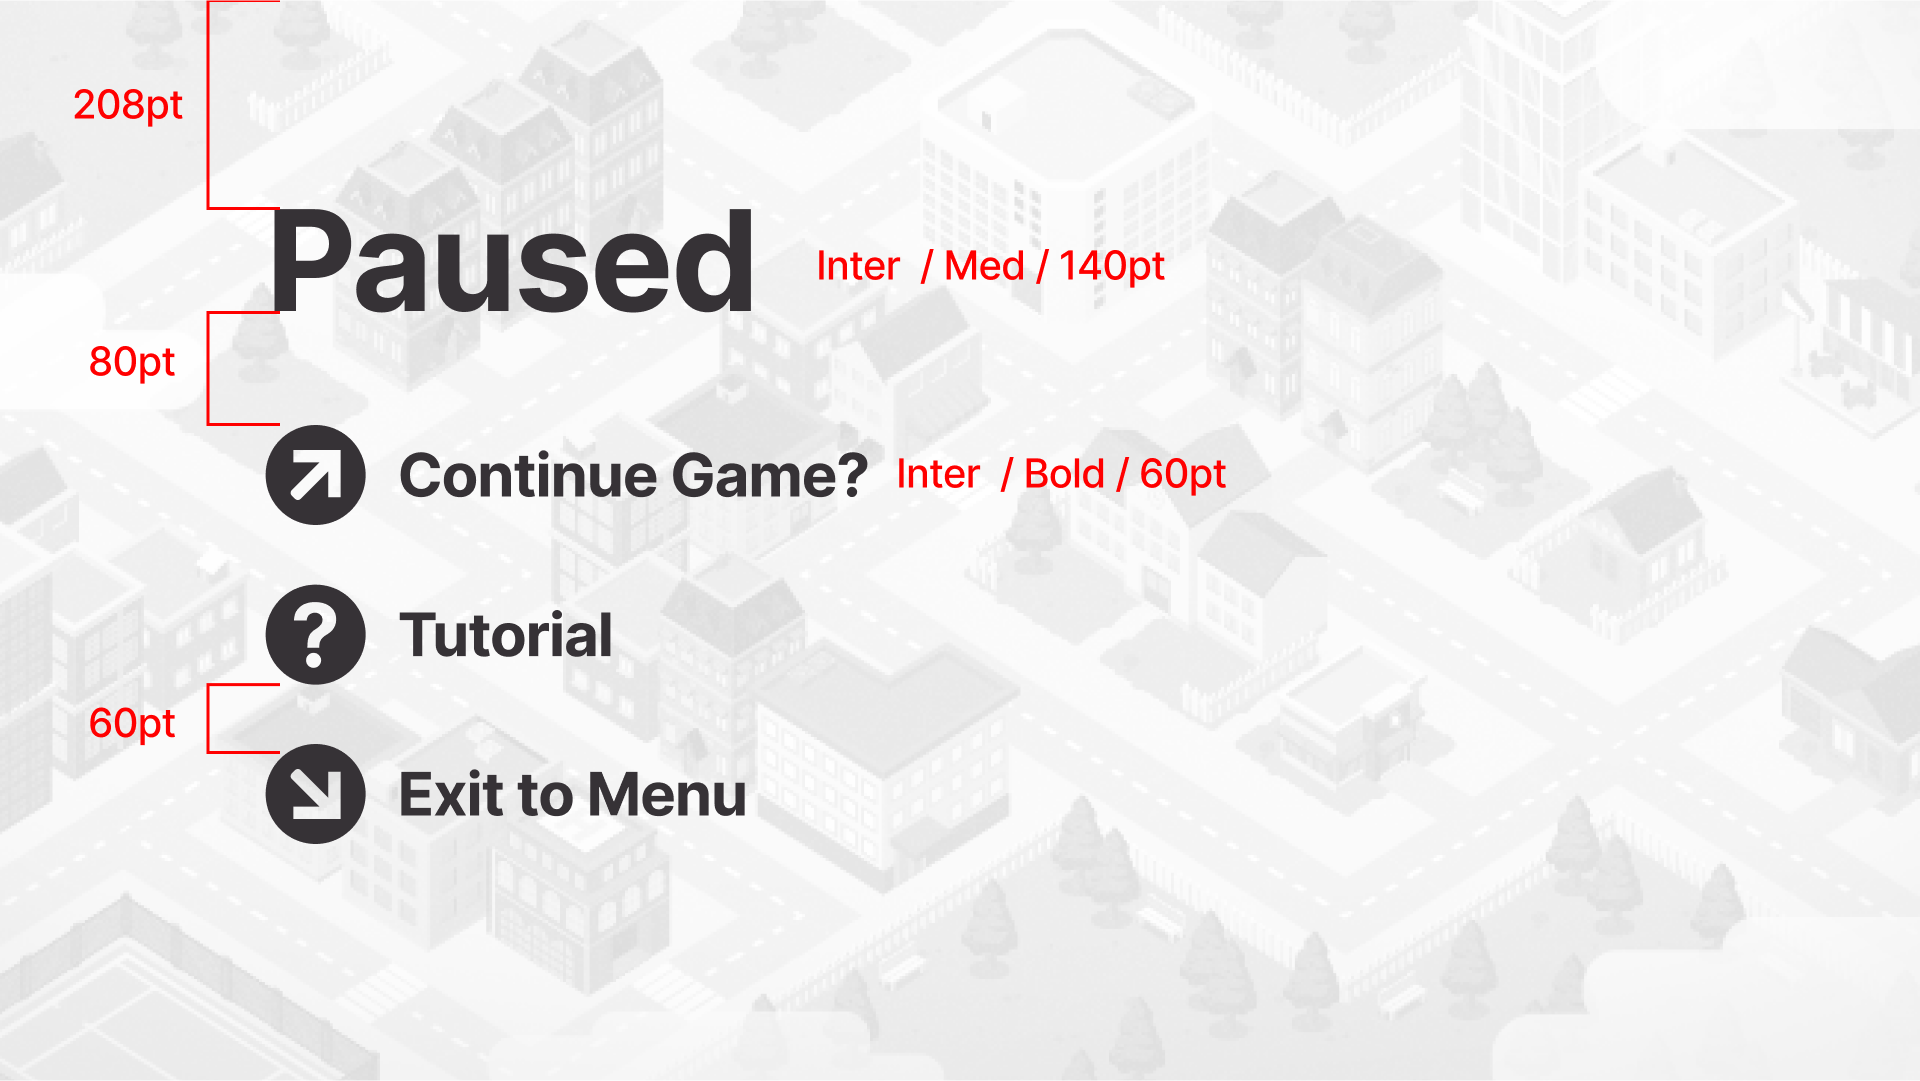 208pt
Paused
Inter / Med / 140pt
80pt
Continue Game?
Inter / Bold / 60pt
?
Tutorial
60pt
Exit to Menu